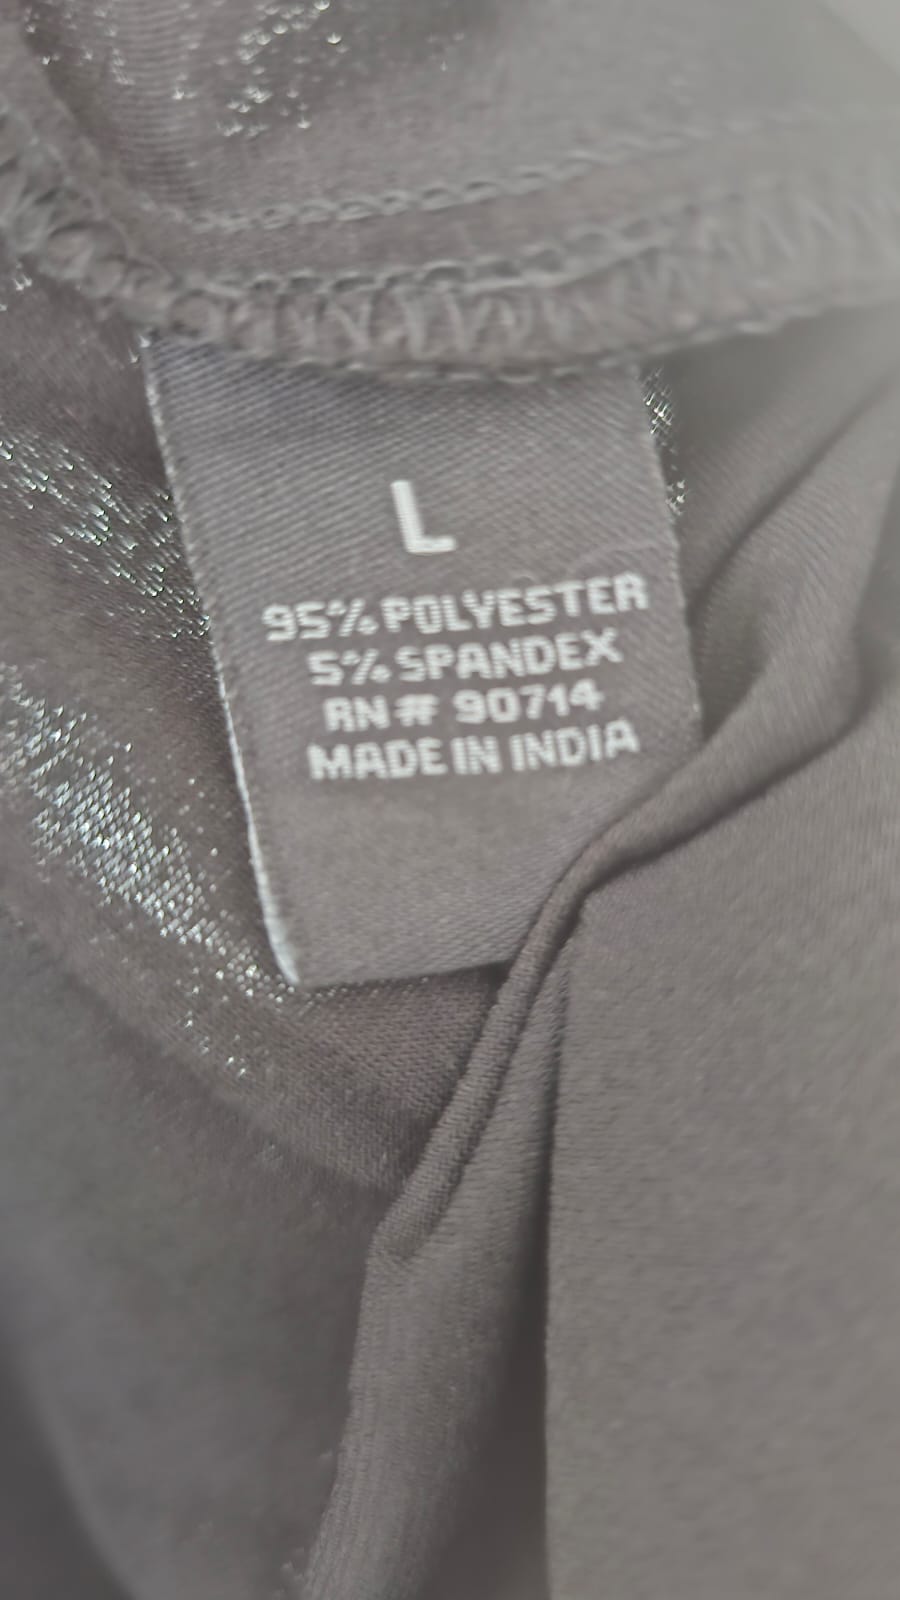 L
95% POLYESTER
5% SPANDEX
RN# 90714
MADE IN INDIA